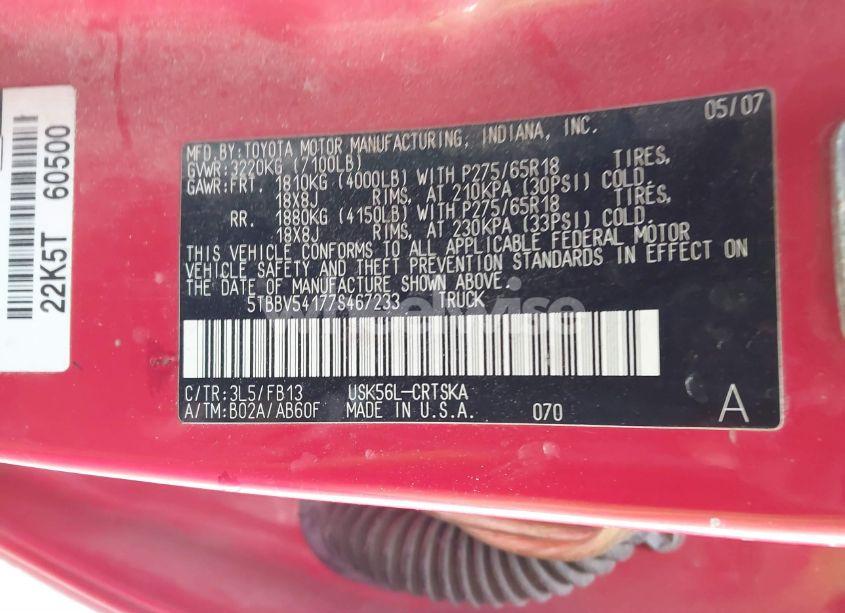 05/07
MFD.BY:TOYOTA MOTOR MANUFACTURING, INDIANA, INC.
GVWR:3220KG (7100LB)
GAWR:FRT. 1810KG (4000LB) WITH P275/65R18 TIRES,
18X8J RIMS, AT 210KPA (30PSI) COLD.
RR. 1880KG (4150LB) WITH P275/65R18 TIRES,
18X8J RIMS, AT 230KPA (33PSI) COLD.
THIS VEHICLE CONFORMS TO ALL APPLICABLE FEDERAL MOTOR
VEHICLE SAFETY AND THEFT PREVENTION STANDARDS IN EFFECT ON
THE DATE OF MANUFACTURE SHOWN ABOVE.
5TBBV54177S467233 TRUCK
C/TR:3L5/FB13 USK56L-CRTSKA
A/TM:B02A/AB60F MADE IN U.S.A. 070 A
22K5T 60500